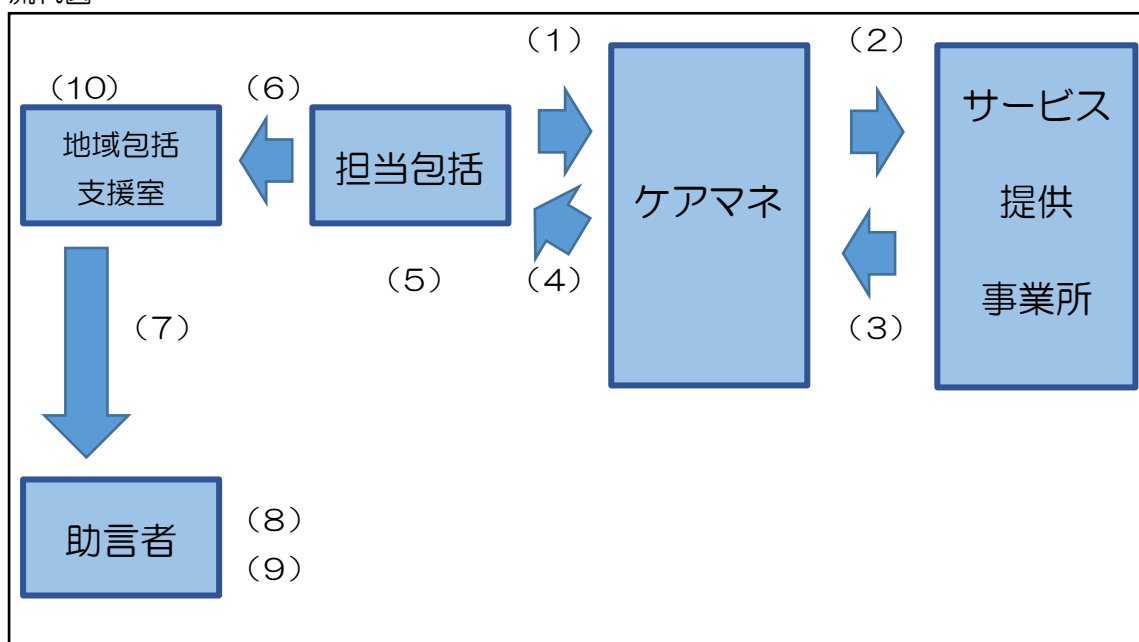 （1）
（2）
（10）
（6）
地域包括
支援室
担当包括
ケアマネ
サービス
提供
事業所
（5）
（4）
（3）
（7）
助言者
（8）
（9）